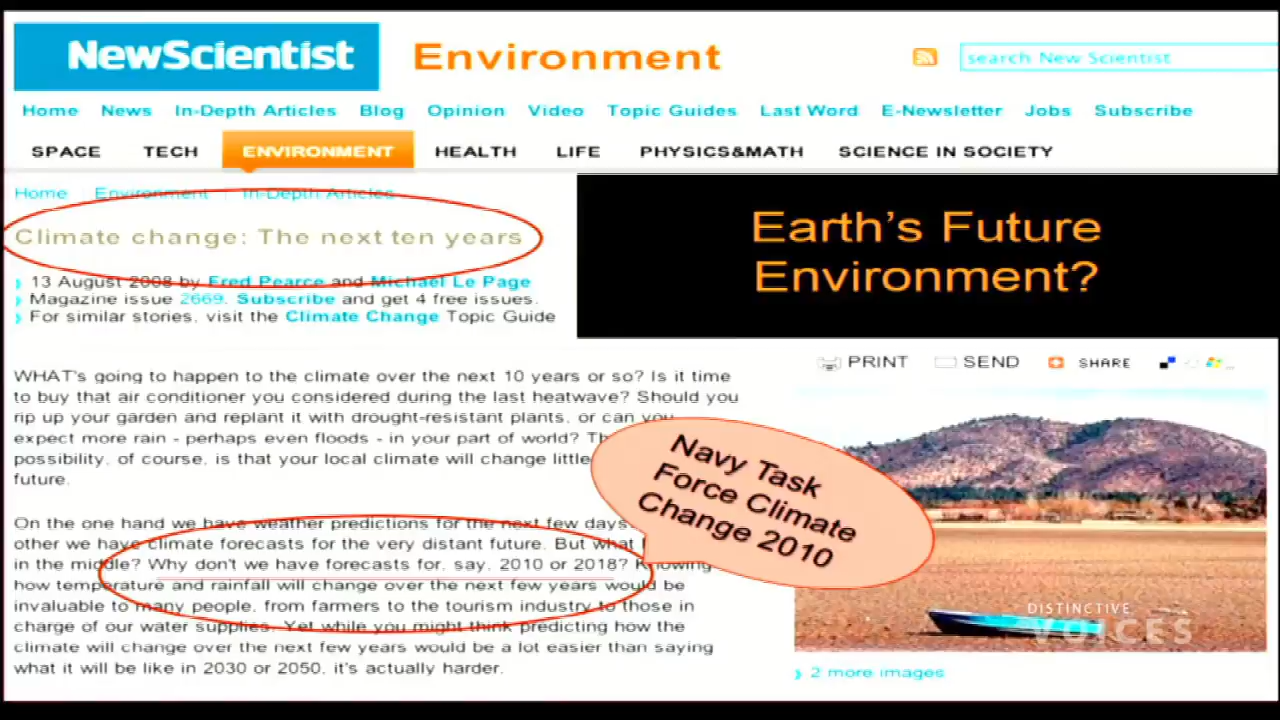 NewScientist Environment
search New Scientist
Home News In-Depth Articles Blog Opinion Video Topic Guides Last Word E-Newsletter Jobs Subscribe
SPACE TECH ENVIRONMENT HEALTH LIFE PHYSICS&MATH SCIENCE IN SOCIETY
Home Environment In-Depth Articles
Climate change: The next ten years
13 August 2008 by Fred Pearce and Michael Le Page
Magazine issue 2669. Subscribe and get 4 free issues.
For similar stories, visit the Climate Change Topic Guide
Earth's Future
Environment?
PRINT SEND SHARE
WHAT's going to happen to the climate over the next 10 years or so? Is it time
to buy that air conditioner you considered during the last heatwave? Should you
rip up your garden and replant it with drought-resistant plants, or can you
expect more rain - perhaps even floods - in your part of world?
possibility, of course, is that your local climate will change little
future.
On the one hand we have weather predictions for the next few days,
other we have climate forecasts for the very distant future. But what
in the middle? Why don't we have forecasts for, say, 2010 or 2018? Knowing
how temperature and rainfall will change over the next few years would be
invaluable to many people, from farmers to the tourism industry to those in
charge of our water supplies. Yet while you might think predicting how the
climate will change over the next few years would be a lot easier than saying
what it will be like in 2030 or 2050, it's actually harder.
Navy Task
Force Climate
Change 2010
DISTINCTIVE
VOICES
2 more images